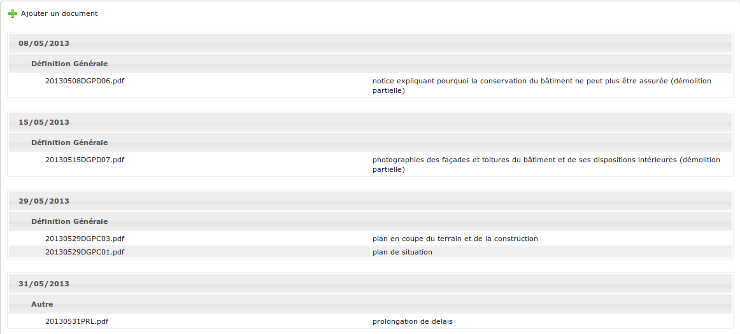 Ajouter un document
08/05/2013
Définition Générale
20130508DGPD06.pdf notice expliquant pourquoi la conservation du bâtiment ne peut plus être assurée (démolition
partielle)
15/05/2013
Définition Générale
20130515DGPD07.pdf photographies des façades et toitures du bâtiment et de ses dispositions intérieures (démolition
partielle)
29/05/2013
Définition Générale
20130529DGPC03.pdf plan en coupe du terrain et de la construction
20130529DGPC01.pdf plan de situation
31/05/2013
Autre
20130531PRL.pdf prolongation de delais